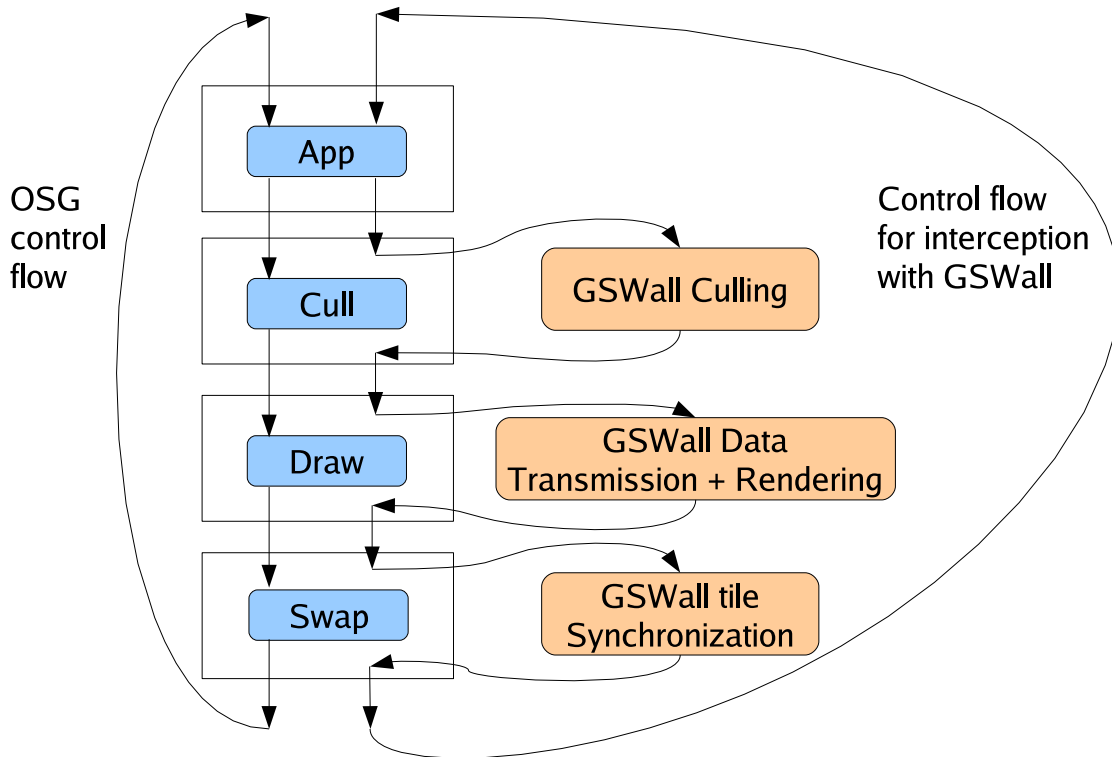 App
OSG
control
flow
Control flow
for interception
with GSWall
GSWall Culling
Cull
GSWall Data
Transmission + Rendering
Draw
GSWall tile
Synchronization
Swap